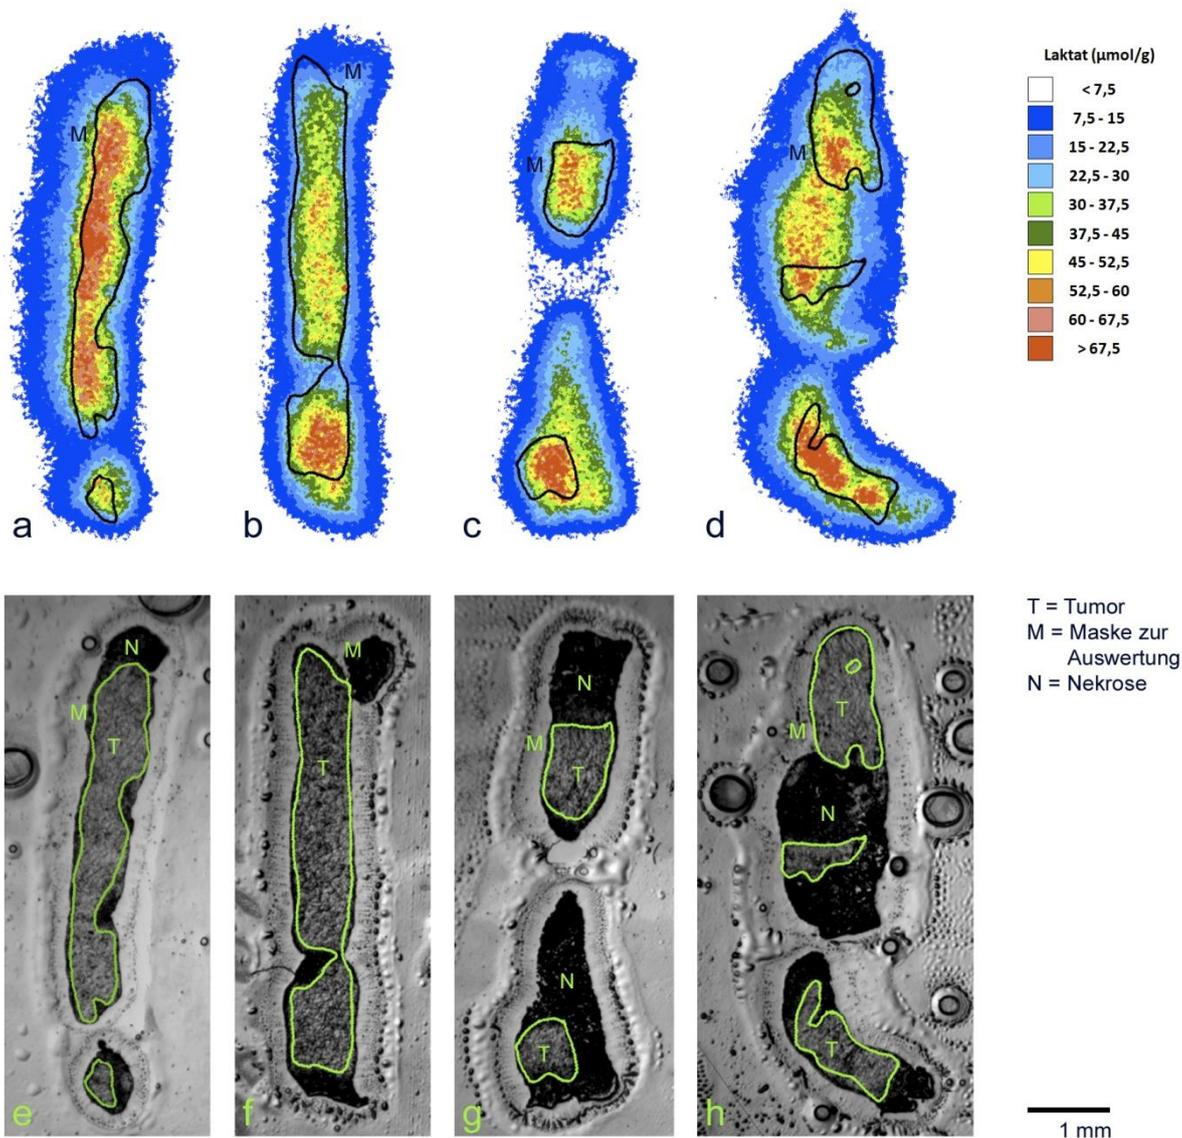 M
M
M
M
a
b
c
d
Laktat (µmol/g)
< 7,5
7,5 - 15
15 - 22,5
22,5 - 30
30 - 37,5
37,5 - 45
45 - 52,5
52,5 - 60
60 - 67,5
> 67,5
N
M
T
e
M
T
f
N
M
T
N
T
g
T
M
N
T
h
T = Tumor
M = Maske zur
Auswertung
N = Nekrose
1 mm